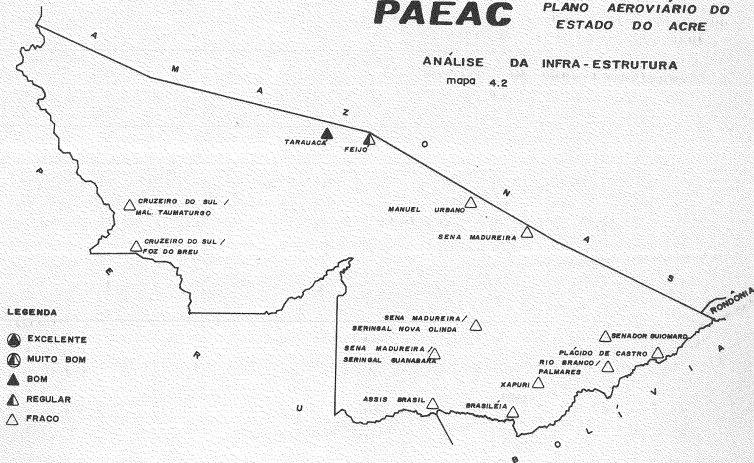 PAEAC
PLANO AEROVIÁRIO DO
ESTADO DO ACRE
ANÁLISE DA INFRA-ESTRUTURA
mapa 4.2
AMAZONAS
TARAUACÁ
FEIJÓ
CRUZEIRO DO SUL /
MAL. TAUMATURGO
MANUEL URBANO
SENA MADUREIRA
CRUZEIRO DO SUL /
FOZ DO BREU
PERU
RONDÔNIA
SENA MADUREIRA/
SERINGAL NOVA OLINDA
SENADOR GUIOMARD
SENA MADUREIRA/
SERINGAL GUANABARA
PLÁCIDO DE CASTRO
RIO BRANCO/
PALMARES
XAPURI
ASSIS BRASIL
BRASILÉIA
BOLÍVIA
LEGENDA
EXCELENTE
MUITO BOM
BOM
REGULAR
FRACO